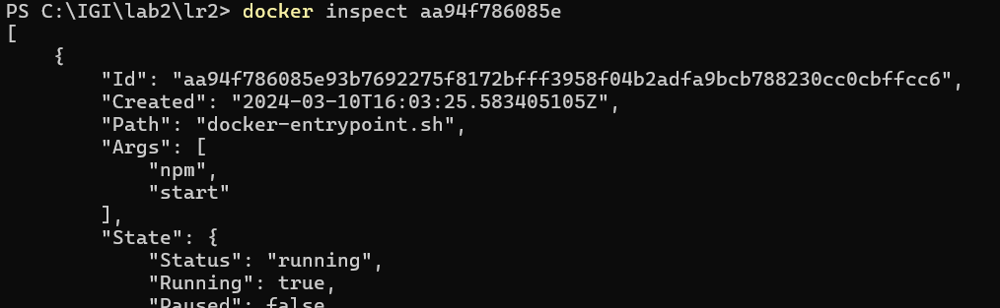 PS C:\IGI\lab2\lr2> docker inspect aa94f786085e
[
    {
        "Id": "aa94f786085e93b7692275f8172bfff3958f04b2adfa9bcb788230cc0cbffcc6",
        "Created": "2024-03-10T16:03:25.583405105Z",
        "Path": "docker-entrypoint.sh",
        "Args": [
            "npm",
            "start"
        ],
        "State": {
            "Status": "running",
            "Running": true,
            "Paused": false